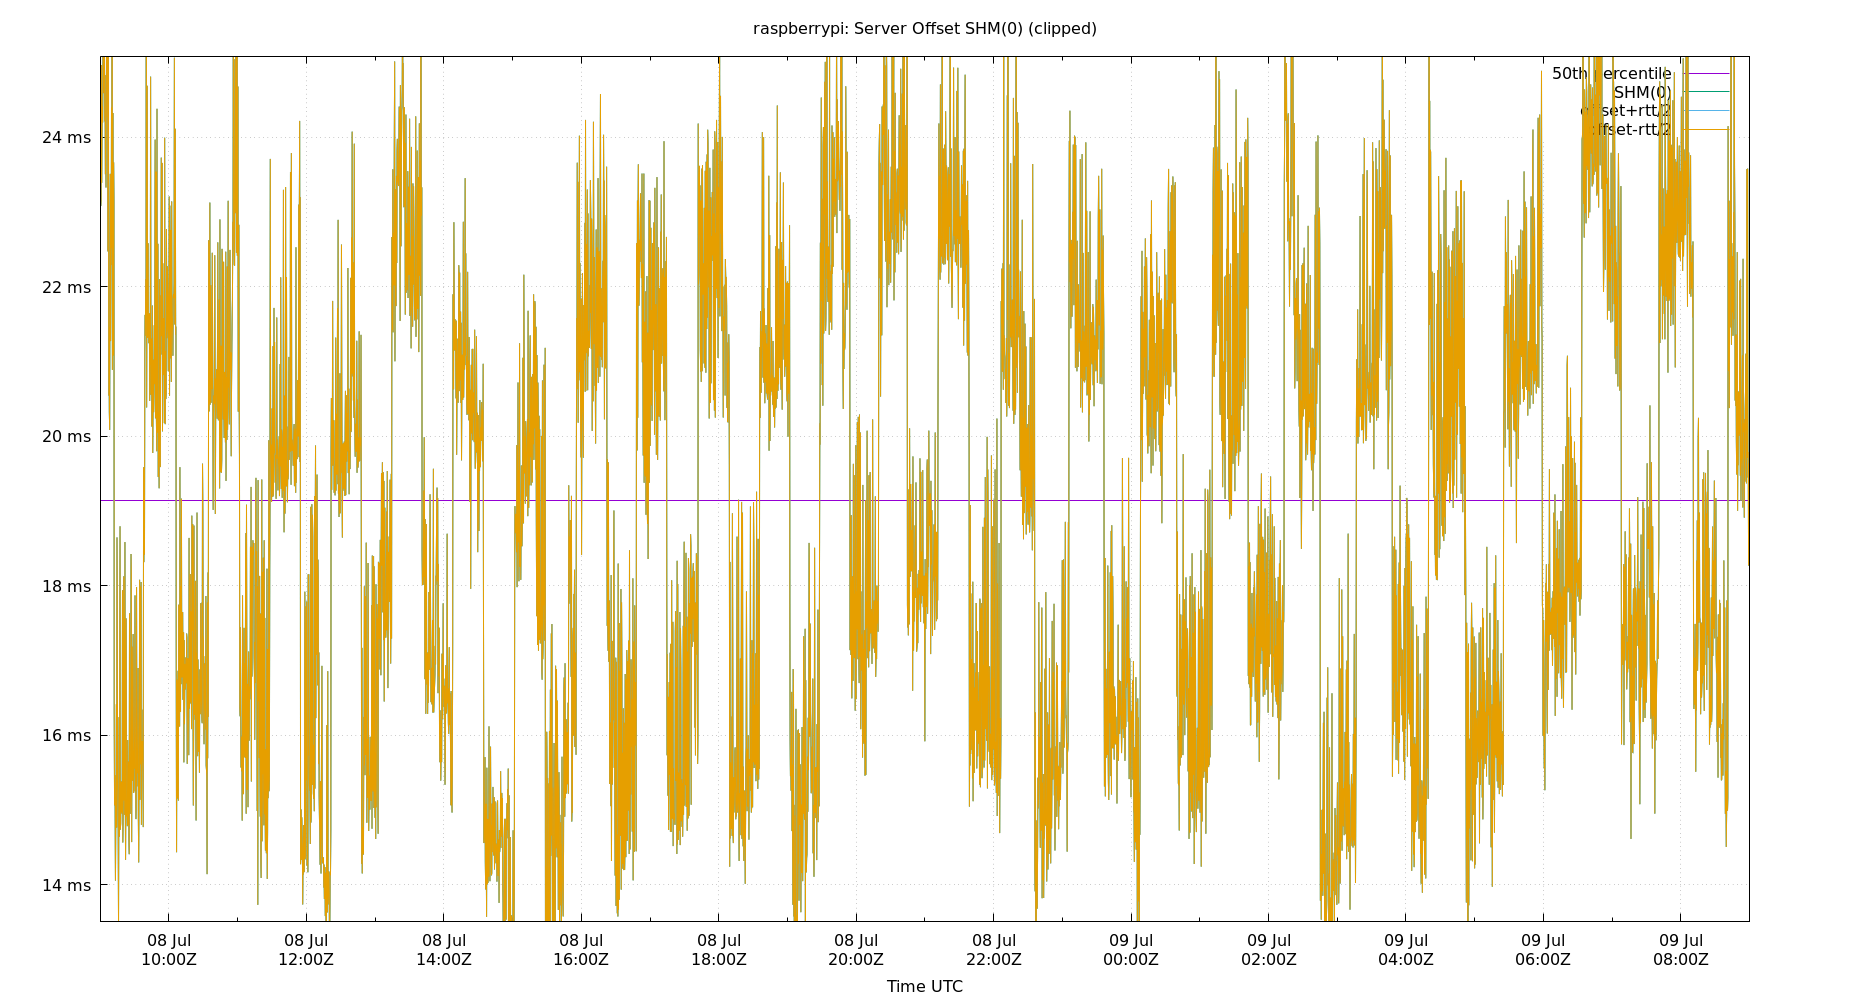 raspberrypi: Server Offset SHM(0) (clipped)
50th percentile
SHM(0)
offset+rtt/2
offset-rtt/2
24 ms
22 ms
20 ms
18 ms
16 ms
14 ms
08 Jul 08 Jul 08 Jul 08 Jul 08 Jul 08 Jul 08 Jul 09 Jul 09 Jul 09 Jul 09 Jul 09 Jul
10:00Z 12:00Z 14:00Z 16:00Z 18:00Z 20:00Z 22:00Z 00:00Z 02:00Z 04:00Z 06:00Z 08:00Z
Time UTC